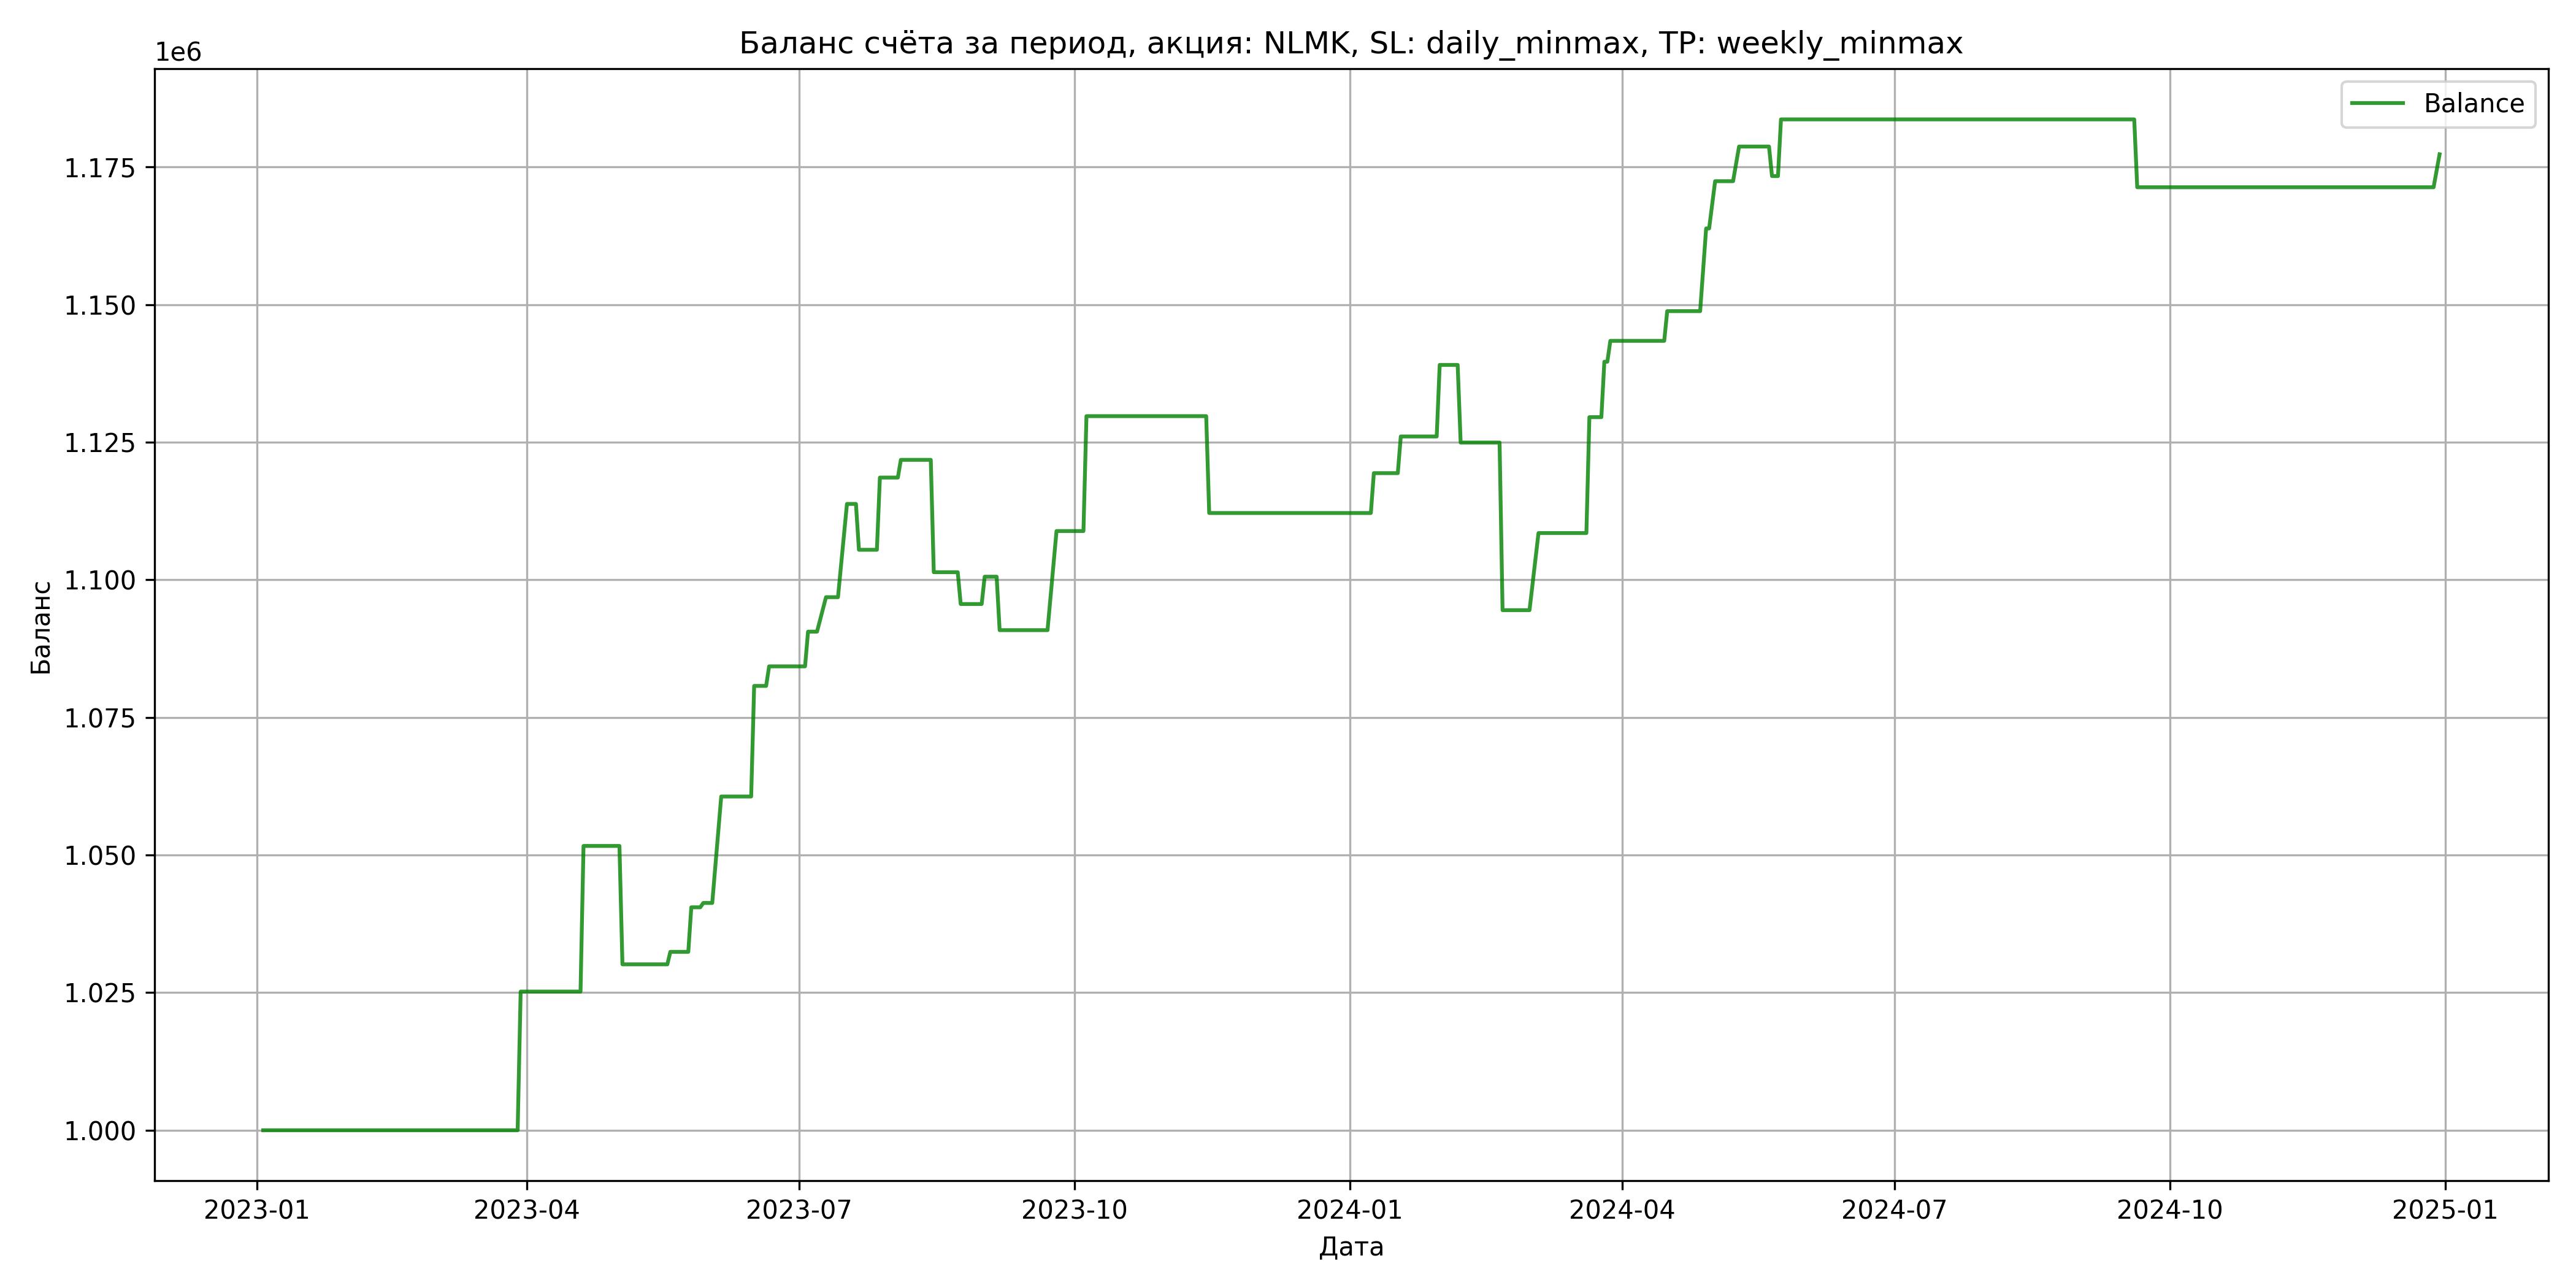 Баланс счёта за период, акция: NLMK, SL: daily_minmax, TP: weekly_minmax
1e6
Balance
1.175
1.150
1.125
1.100
1.075
1.050
1.025
1.000
Баланс
2023-01 2023-04 2023-07 2023-10 2024-01 2024-04 2024-07 2024-10 2025-01
Дата